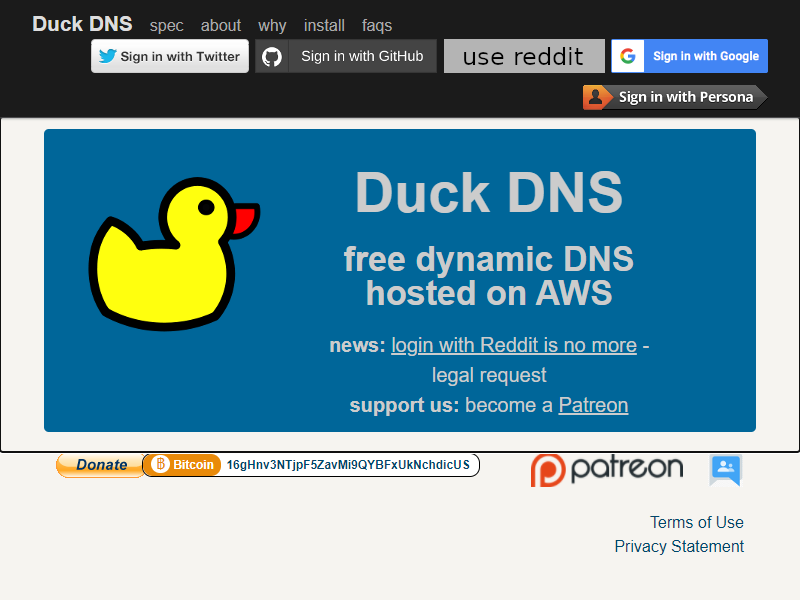 Duck DNS spec about why install faqs
Sign in with Twitter Sign in with GitHub use reddit Sign in with Google
Sign in with Persona
Duck DNS
free dynamic DNS
hosted on AWS
news: login with Reddit is no more -
legal request
support us: become a Patreon
Donate Bitcoin 16gHnv3NTjpF5ZavMi9QYBFxUkNchdicUS patreon
Terms of Use
Privacy Statement